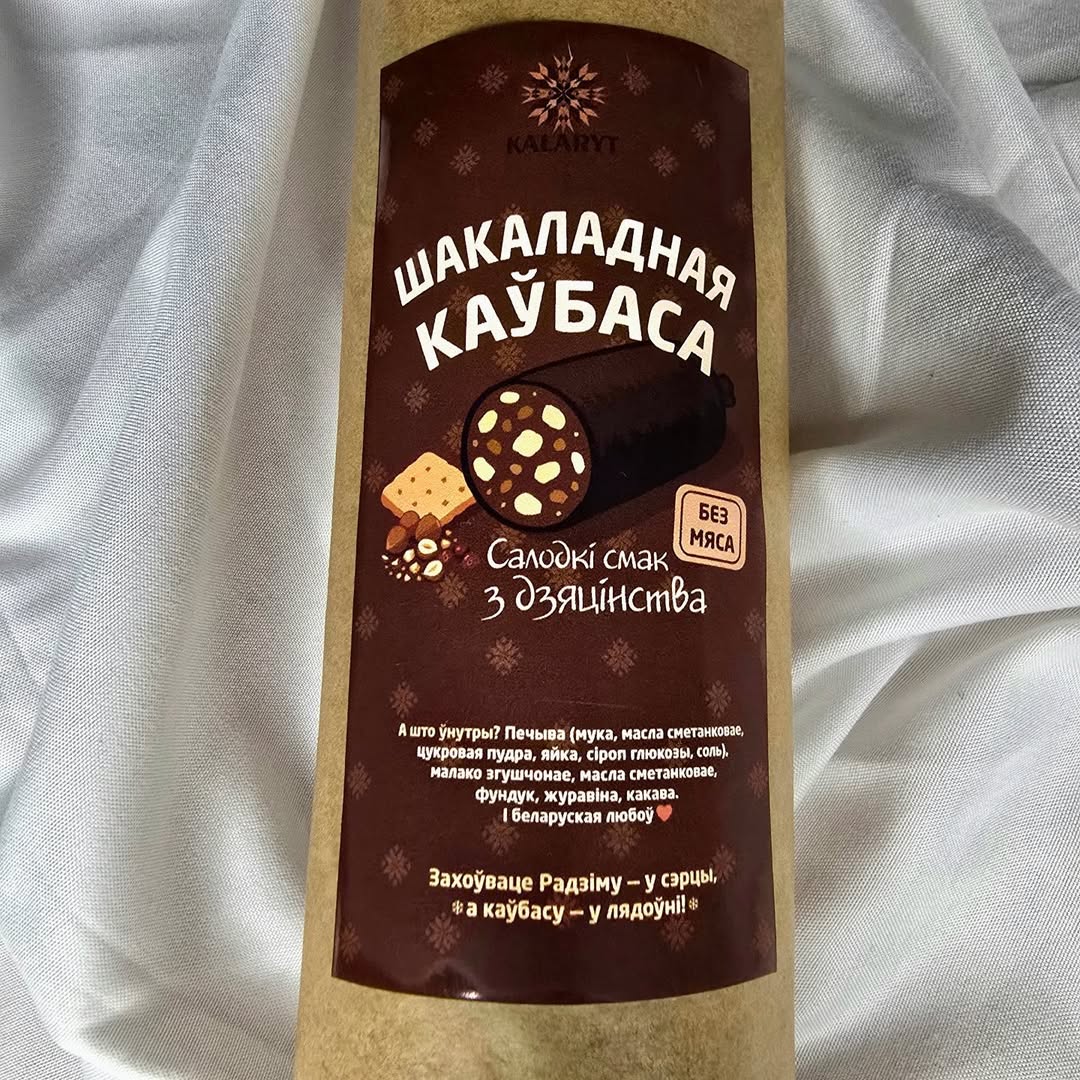 KALARYT
ШАКАЛАДНАЯ
КАЎБАСА
БЕЗ
МЯСА
Салодкі смак
з дзяцінства
А што ўнутры? Печыва (мука, масла сметанковае,
цукровая пудра, яйка, сіроп глюкозы, соль).
малако згушчонае, масла сметанковае,
фундук, журавіна, какава.
І беларуская любоў❤
Захоўваце Радзіму – у сэрцы,
*а каўбасу – у лядоўні!*